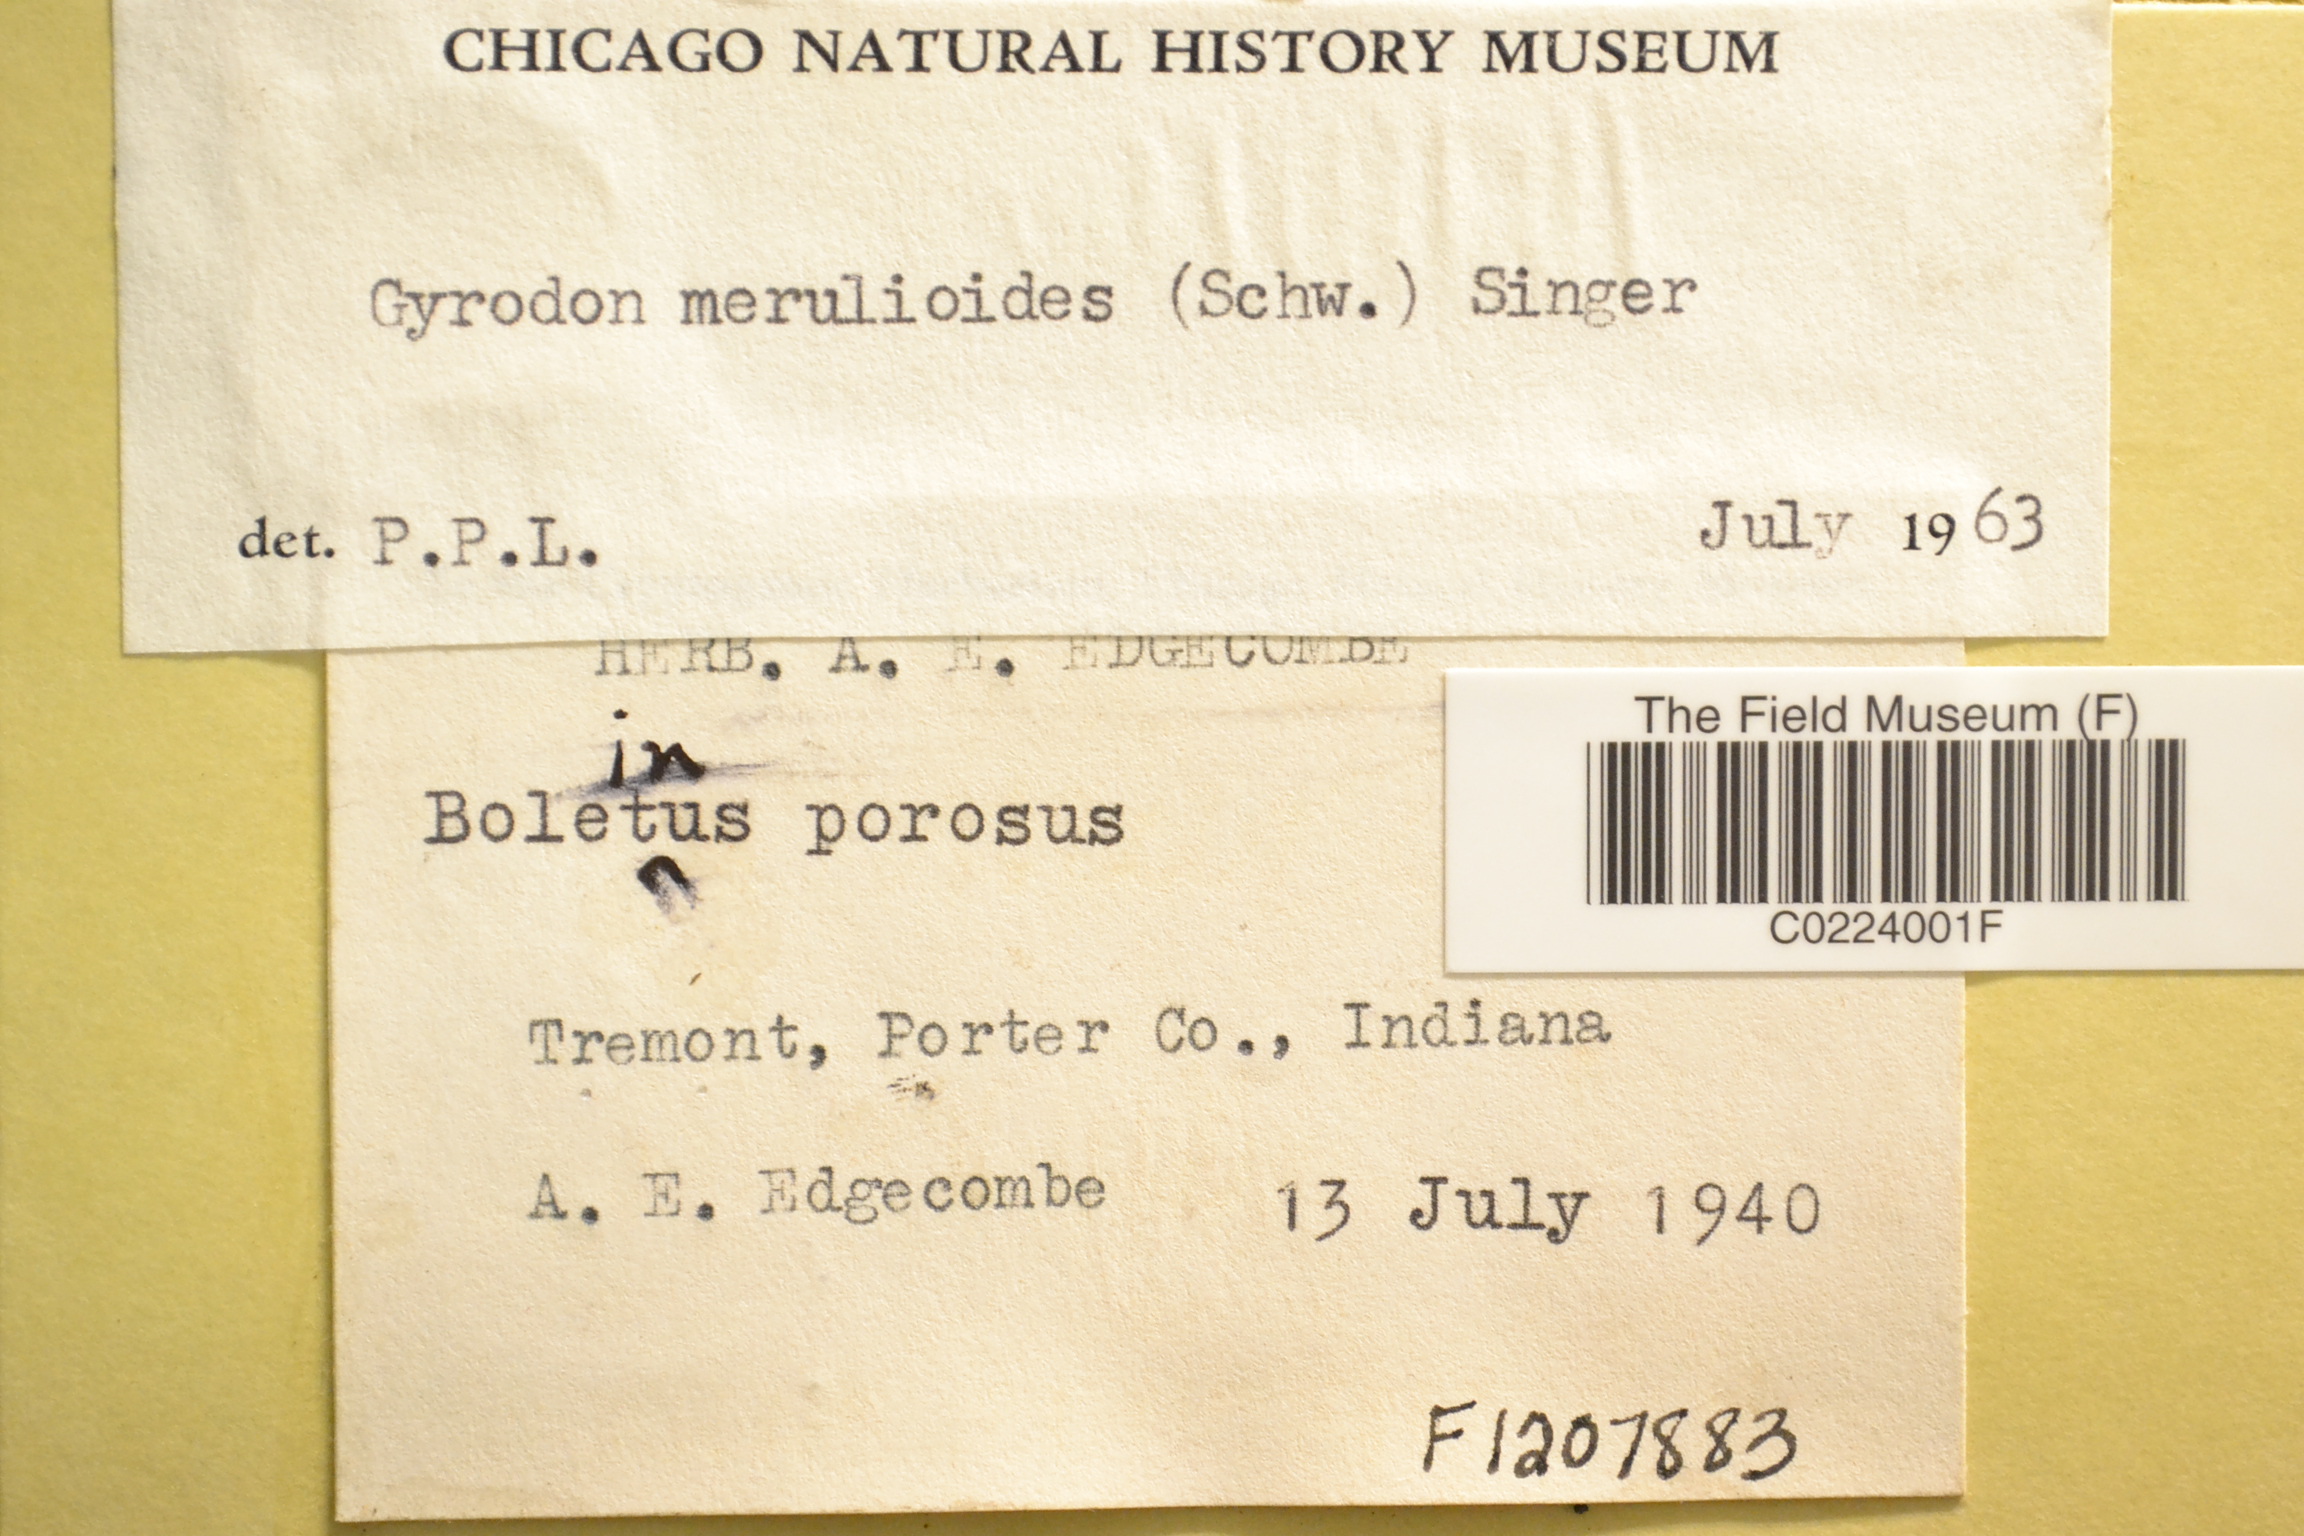 CHICAGO NATURAL HISTORY MUSEUM
Gyrodon merulioides (Schw.) Singer
det. P.P.L. July 1963
HERB. A. E. EDGECOMBE
in
Boletus porosus
^
The Field Museum (F)
C0224001F
Tremont, Porter Co., Indiana
A. E. Edgecombe 13 July 1940
F1207883